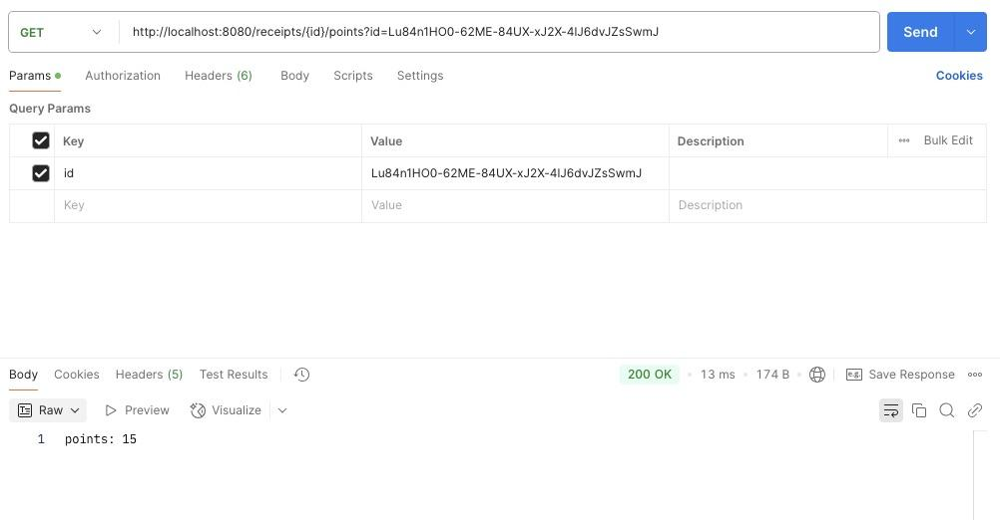 GET http://localhost:8080/receipts/{id}/points?id=Lu84n1HO0-62ME-84UX-xJ2X-4lJ6dvJZsSwmJ Send
Params Authorization Headers (6) Body Scripts Settings Cookies
Query Params
Key Value Description ••• Bulk Edit
id Lu84n1HO0-62ME-84UX-xJ2X-4lJ6dvJZsSwmJ
Key Value Description
Body Cookies Headers (5) Test Results 200 OK • 13 ms • 174 B • e.g. Save Response •••
Raw Preview Visualize
1 points: 15